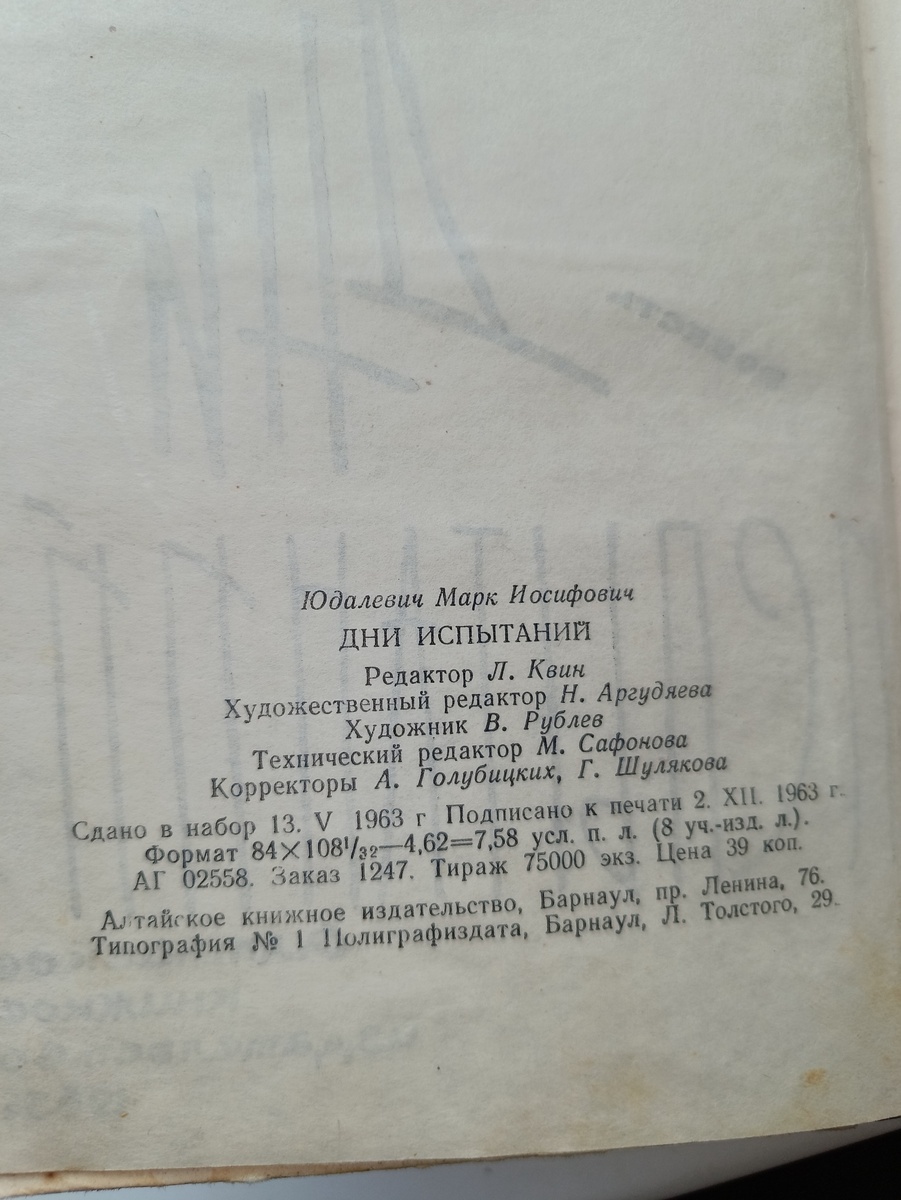 Юдалевич Марк Иосифович
ДНИ ИСПЫТАНИЙ
Редактор Л. Квин
Художественный редактор Н. Аргудяева
Художник В. Рублев
Технический редактор М. Сафонова
Корректоры А. Голубицких, Г. Шулякова
Сдано в набор 13. V 1963 г Подписано к печати 2. XII. 1963 г.
Формат 84×108¹/₃₂—4,62=7,58 усл. п. л. (8 уч.-изд. л.).
АГ 02558. Заказ 1247. Тираж 75000 экз. Цена 39 коп.
Алтайское книжное издательство, Барнаул, пр. Ленина, 76.
Типография № 1 Полиграфиздата, Барнаул, Л. Толстого, 29.